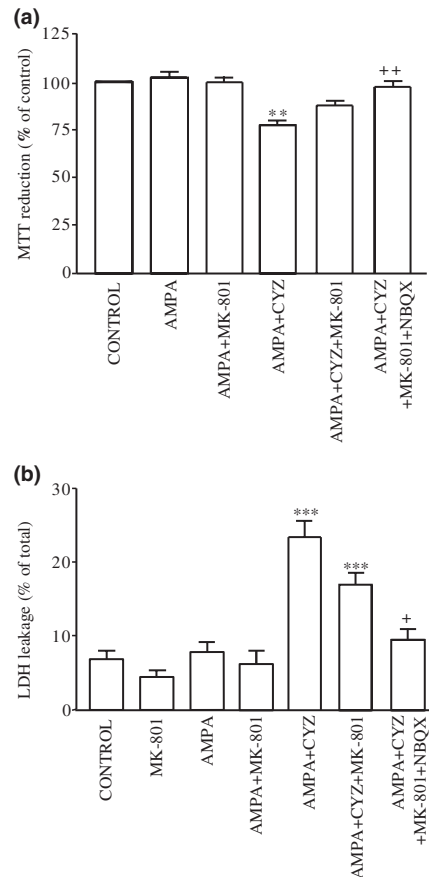 (a)
125
100
75
50
25
0
MTT reduction (% of control)
**
++
CONTROL
AMPA
AMPA+MK-801
AMPA+CYZ
AMPA+CYZ+MK-801
AMPA+CYZ
+MK-801+NBQX
(b)
30
20
10
0
LDH leakage (% of total)
***
***
+
CONTROL
MK-801
AMPA
AMPA+MK-801
AMPA+CYZ
AMPA+CYZ+MK-801
AMPA+CYZ
+MK-801+NBQX